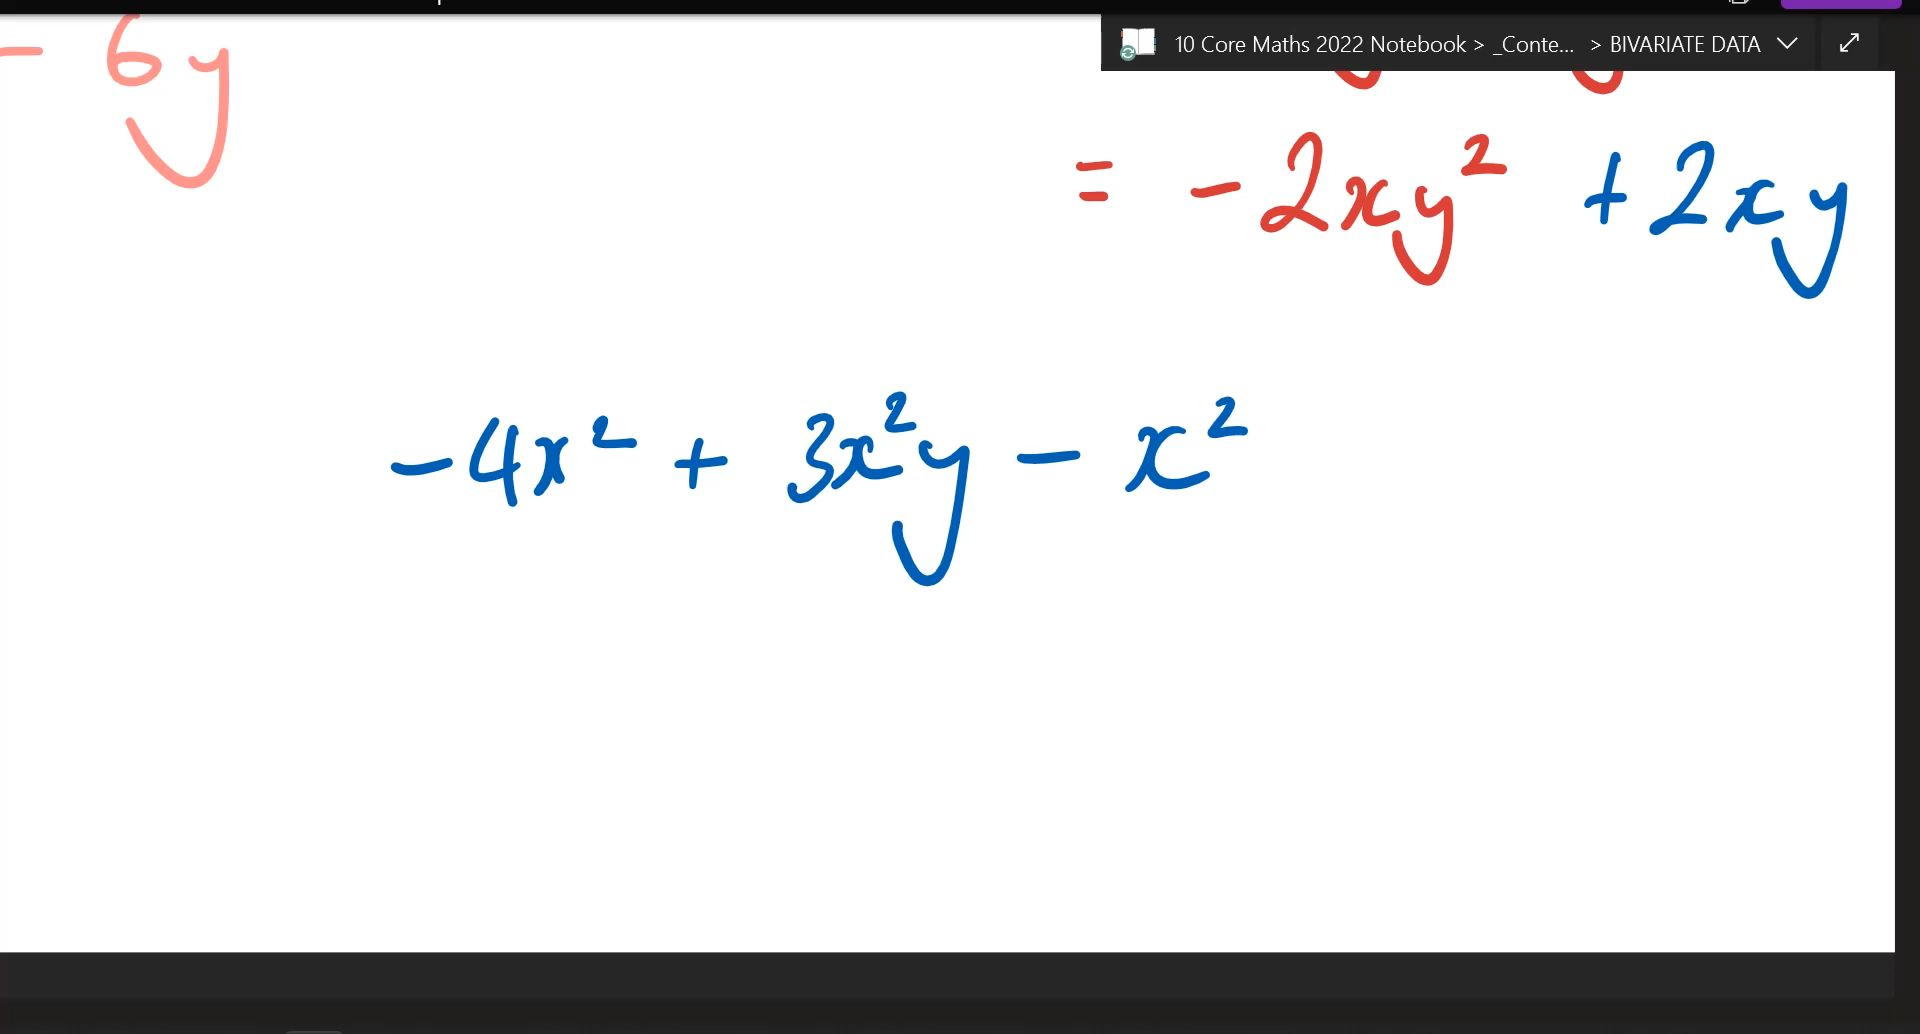 10 Core Maths 2022 Notebook > _Conte... > BIVARIATE DATA
- 6y
= -2xy² + 2xy
-4x² + 3x²y - x²